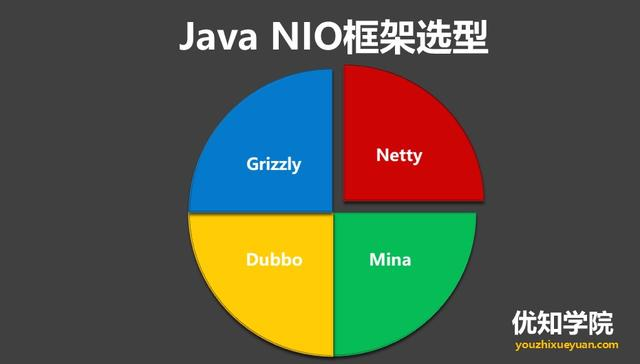 Java NIO框架选型
Grizzly
Netty
Dubbo
Mina
优知学院
youzhixueyuan.com